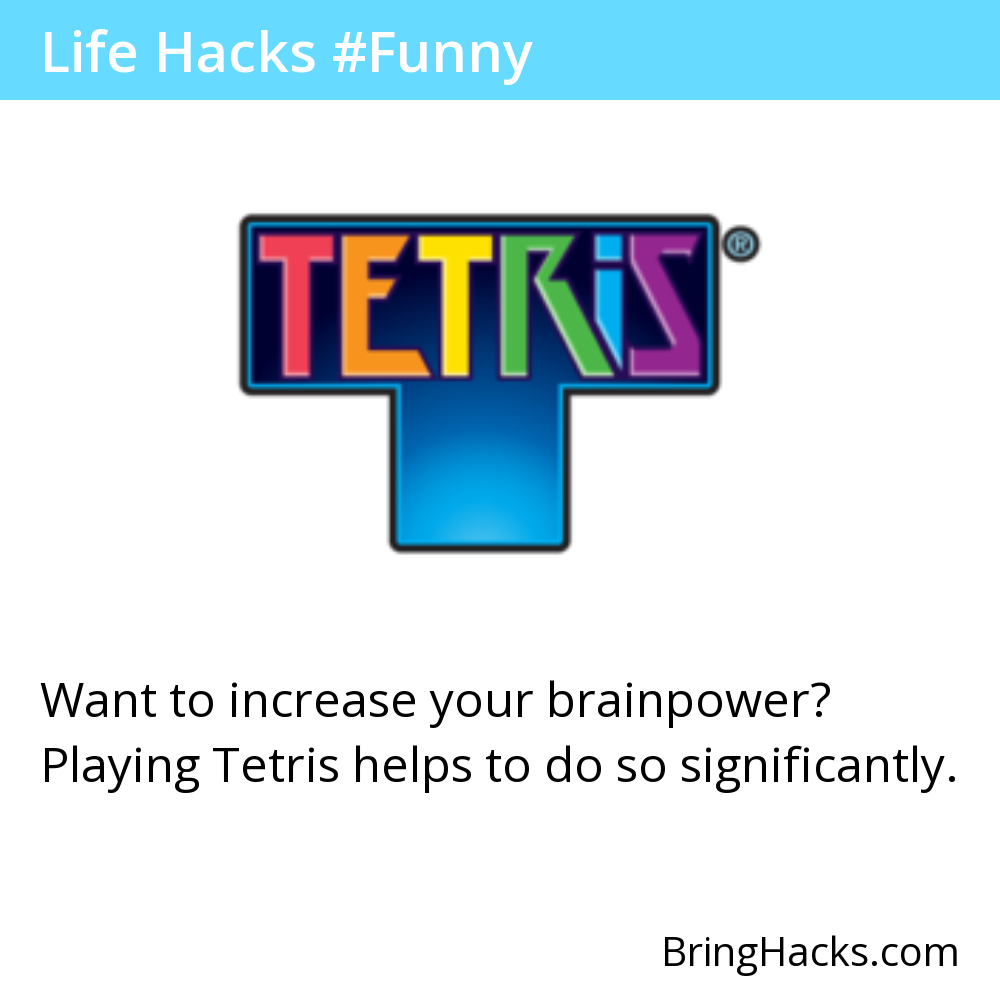 Life Hacks #Funny
TETRiS®
Want to increase your brainpower?
Playing Tetris helps to do so significantly.
BringHacks.com